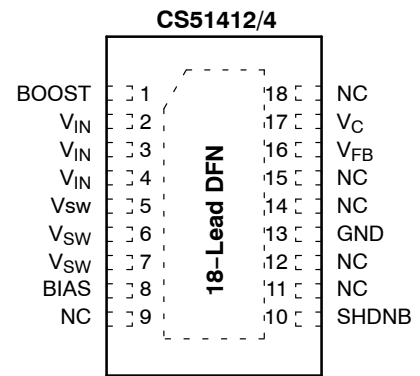 CS51412/4
BOOST 1 18 NC
VIN 2 17 VC
VIN 3 16 VFB
VIN 4 15 NC
Vsw 5 14 NC
VSW 6 13 GND
VSW 7 12 NC
BIAS 8 11 NC
NC 9 10 SHDNB
18−Lead DFN